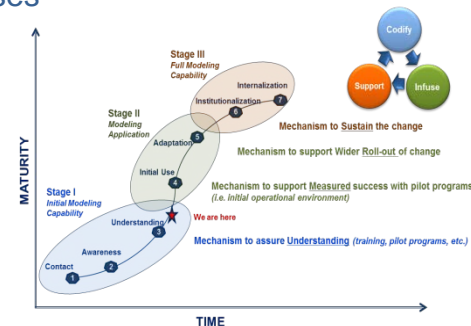 Codify
Support
Infuse
Stage III
Full Modeling
Capability
Internalization
7
Institutionalization
6
Mechanism to Sustain the change
Stage II
Modeling
Application
Adaptation
5
Mechanism to support Wider Roll-out of change
Initial Use
4
Mechanism to support Measured success with pilot programs
(i.e. initial operational environment)
Stage I
Initial Modeling
Capability
We are here
Understanding
3
Mechanism to assure Understanding (training, pilot programs, etc.)
Awareness
2
Contact
1
MATURITY
TIME